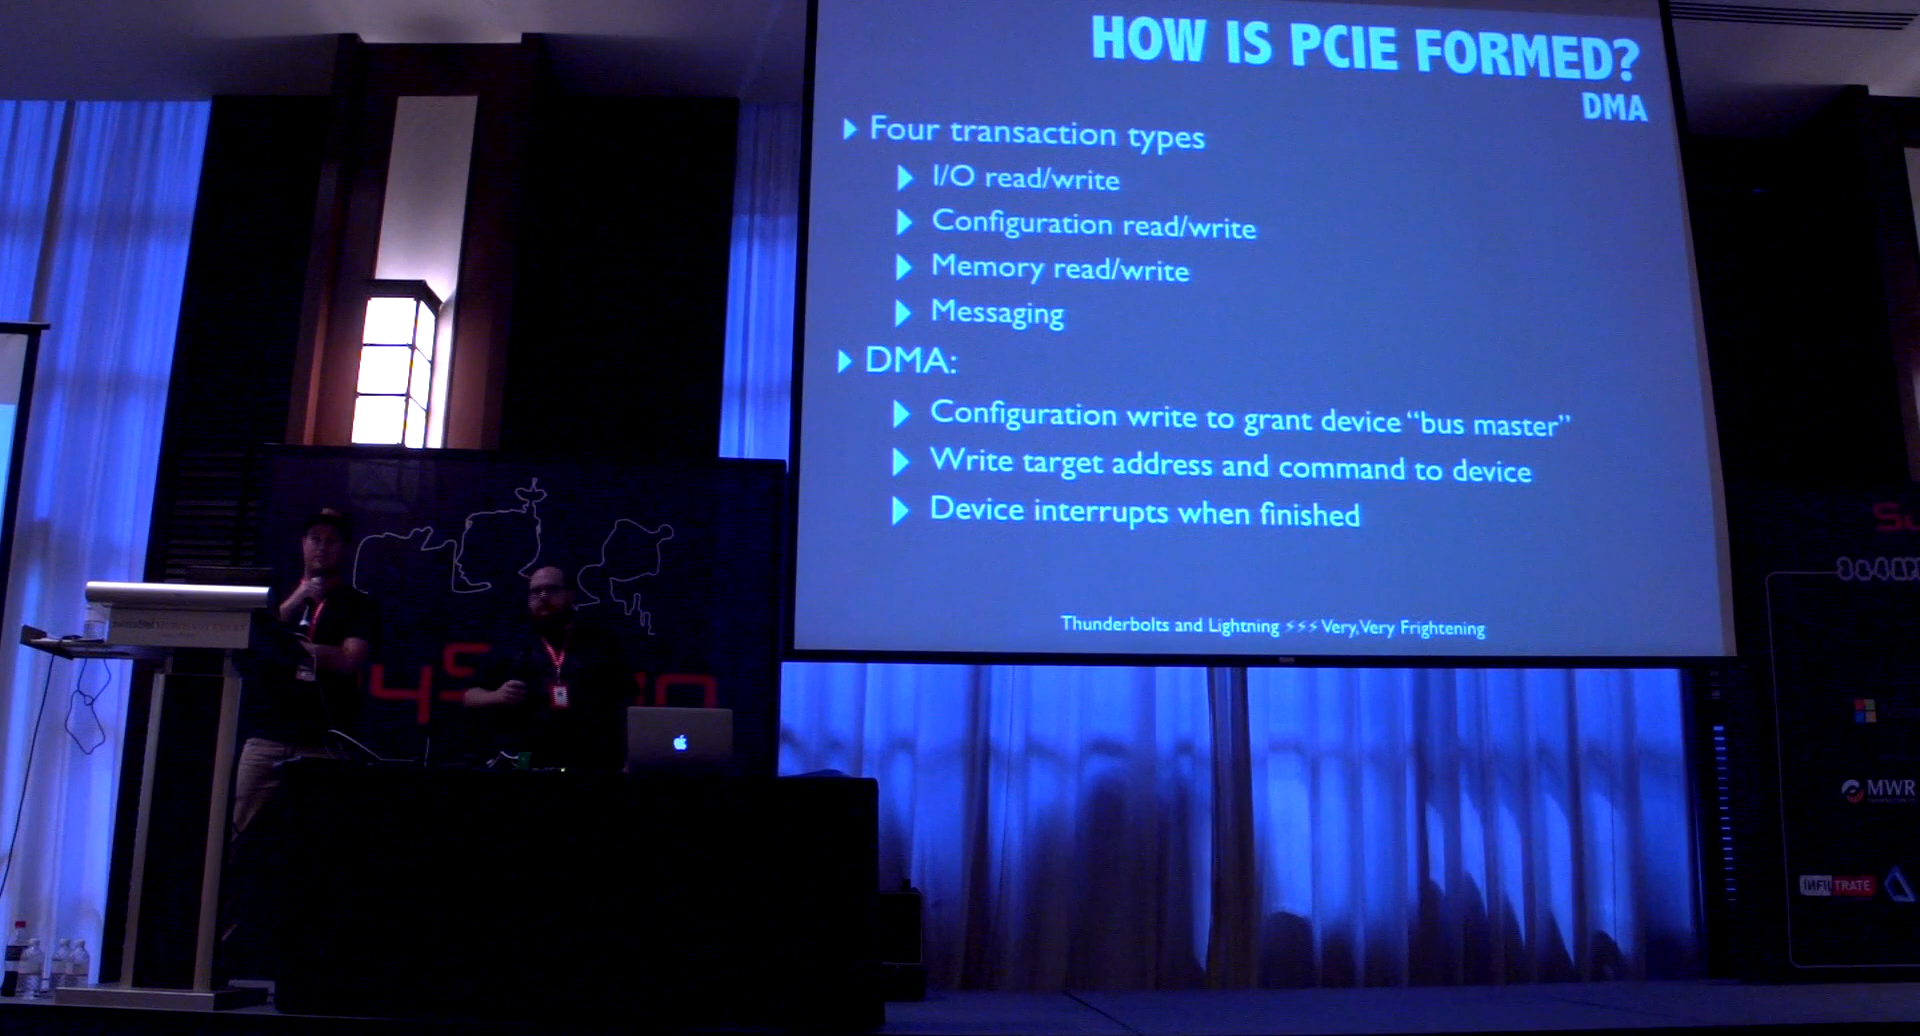 HOW IS PCIE FORMED?
DMA
Four transaction types
I/O read/write
Configuration read/write
Memory read/write
Messaging
DMA:
Configuration write to grant device “bus master”
Write target address and command to device
Device interrupts when finished
Thunderbolts and Lightning ⚡⚡⚡ Very, Very Frightening
MWR
INFILTRATE